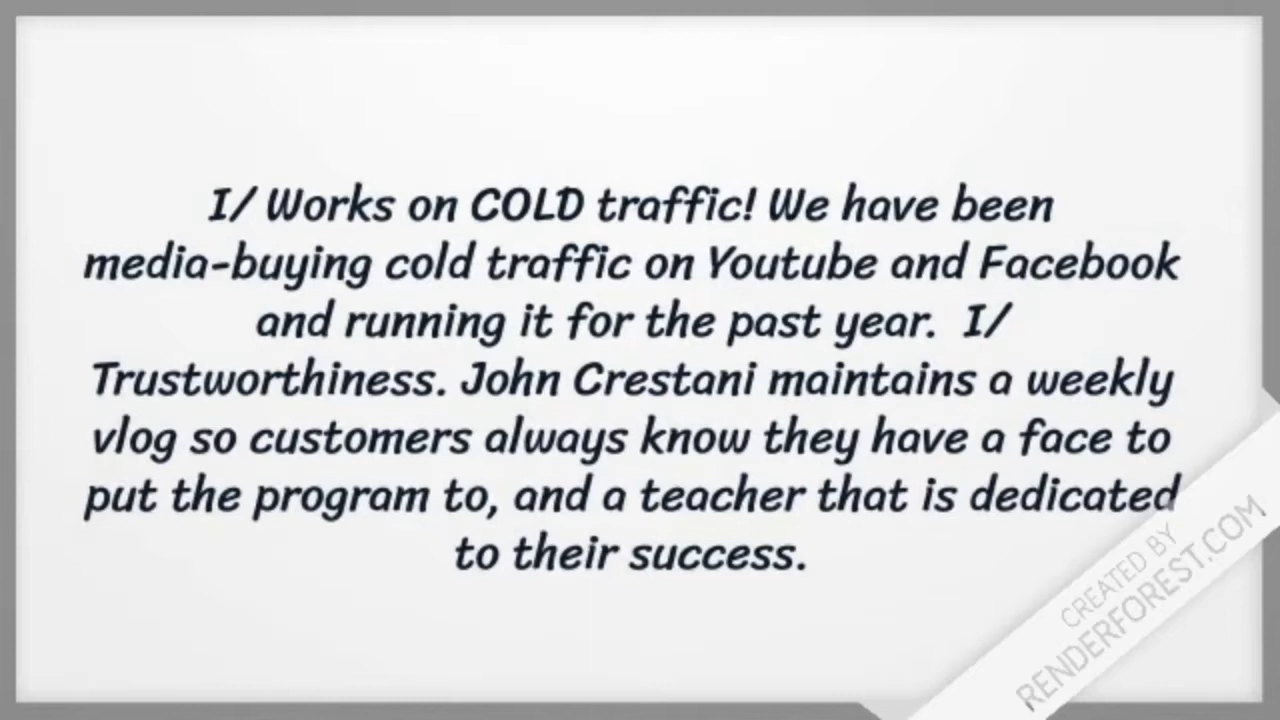 I/ Works on COLD traffic! We have been
media-buying cold traffic on Youtube and Facebook
and running it for the past year.  I/
Trustworthiness. John Crestani maintains a weekly
vlog so customers always know they have a face to
put the program to, and a teacher that is dedicated
to their success.
CREATED BY
RENDERFOREST.COM